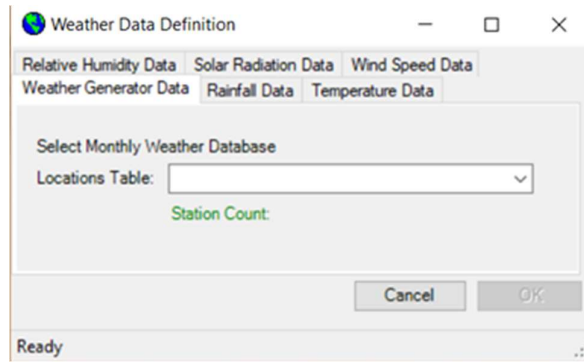 Weather Data Definition
Relative Humidity Data Solar Radiation Data Wind Speed Data
Weather Generator Data Rainfall Data Temperature Data
Select Monthly Weather Database
Locations Table:
Station Count:
Cancel OK
Ready